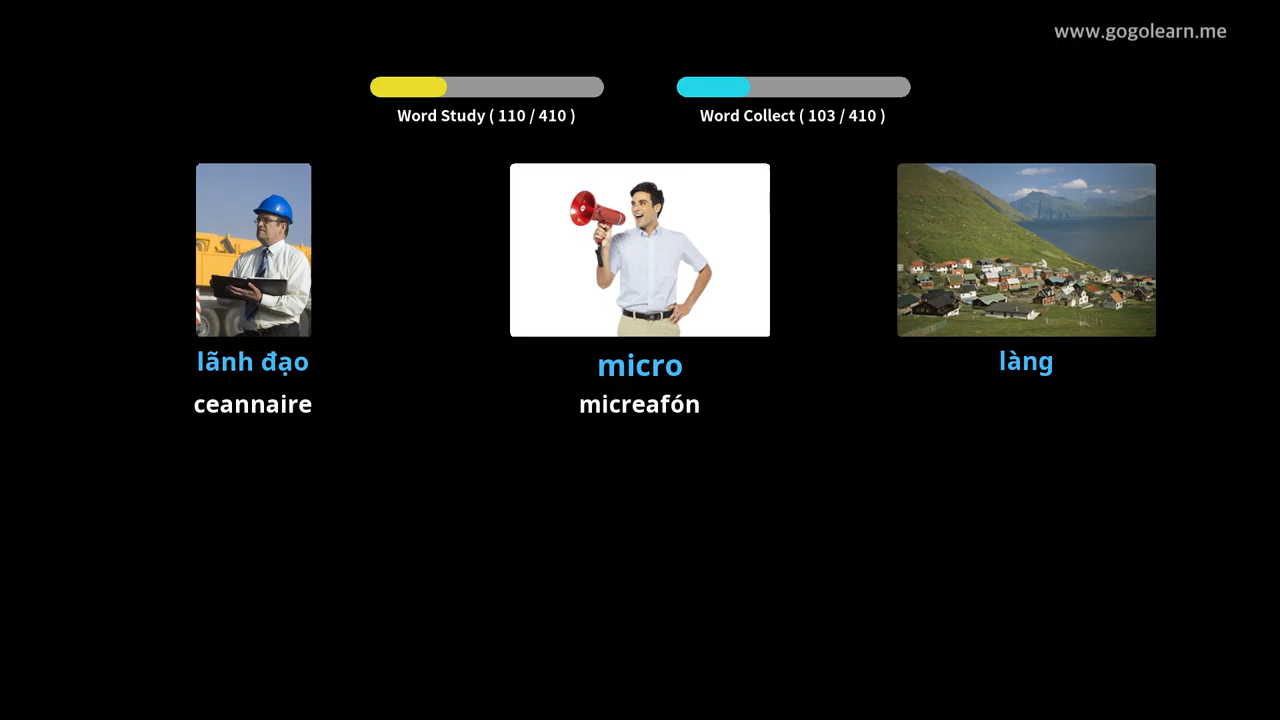 www.gogolearn.me
Word Study ( 110 / 410 )
Word Collect ( 103 / 410 )
lãnh đạo
ceannaire
micro
micreafón
làng